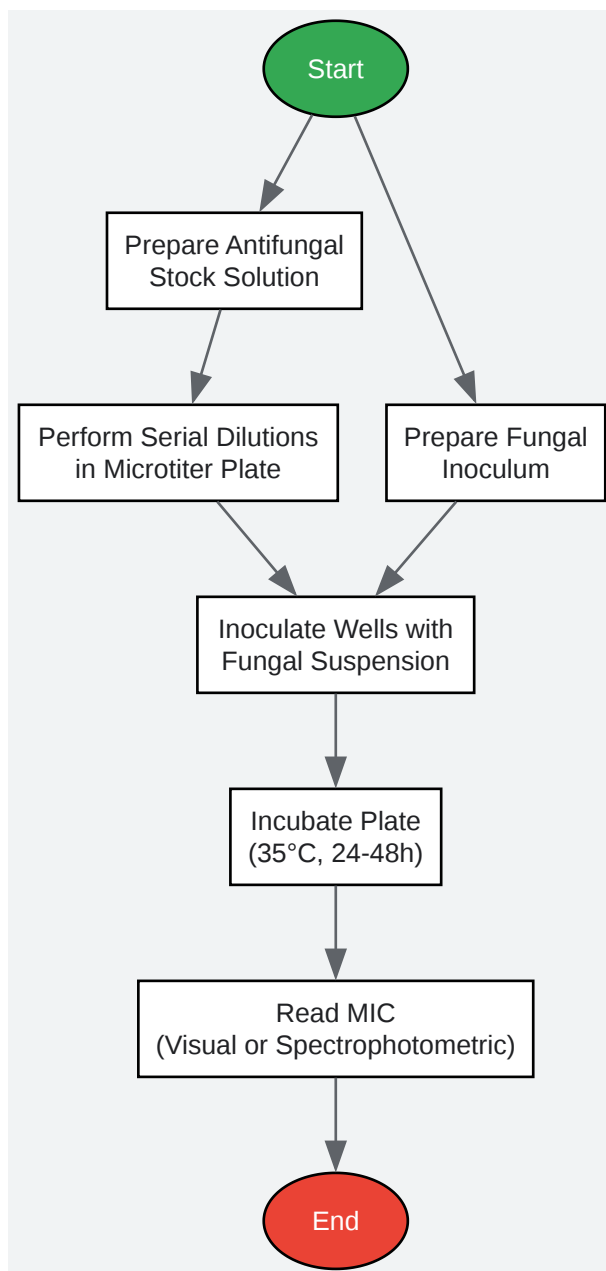 Start
Prepare Antifungal
Stock Solution
Perform Serial Dilutions
in Microtiter Plate
Prepare Fungal
Inoculum
Inoculate Wells with
Fungal Suspension
Incubate Plate
(35°C, 24-48h)
Read MIC
(Visual or Spectrophotometric)
End